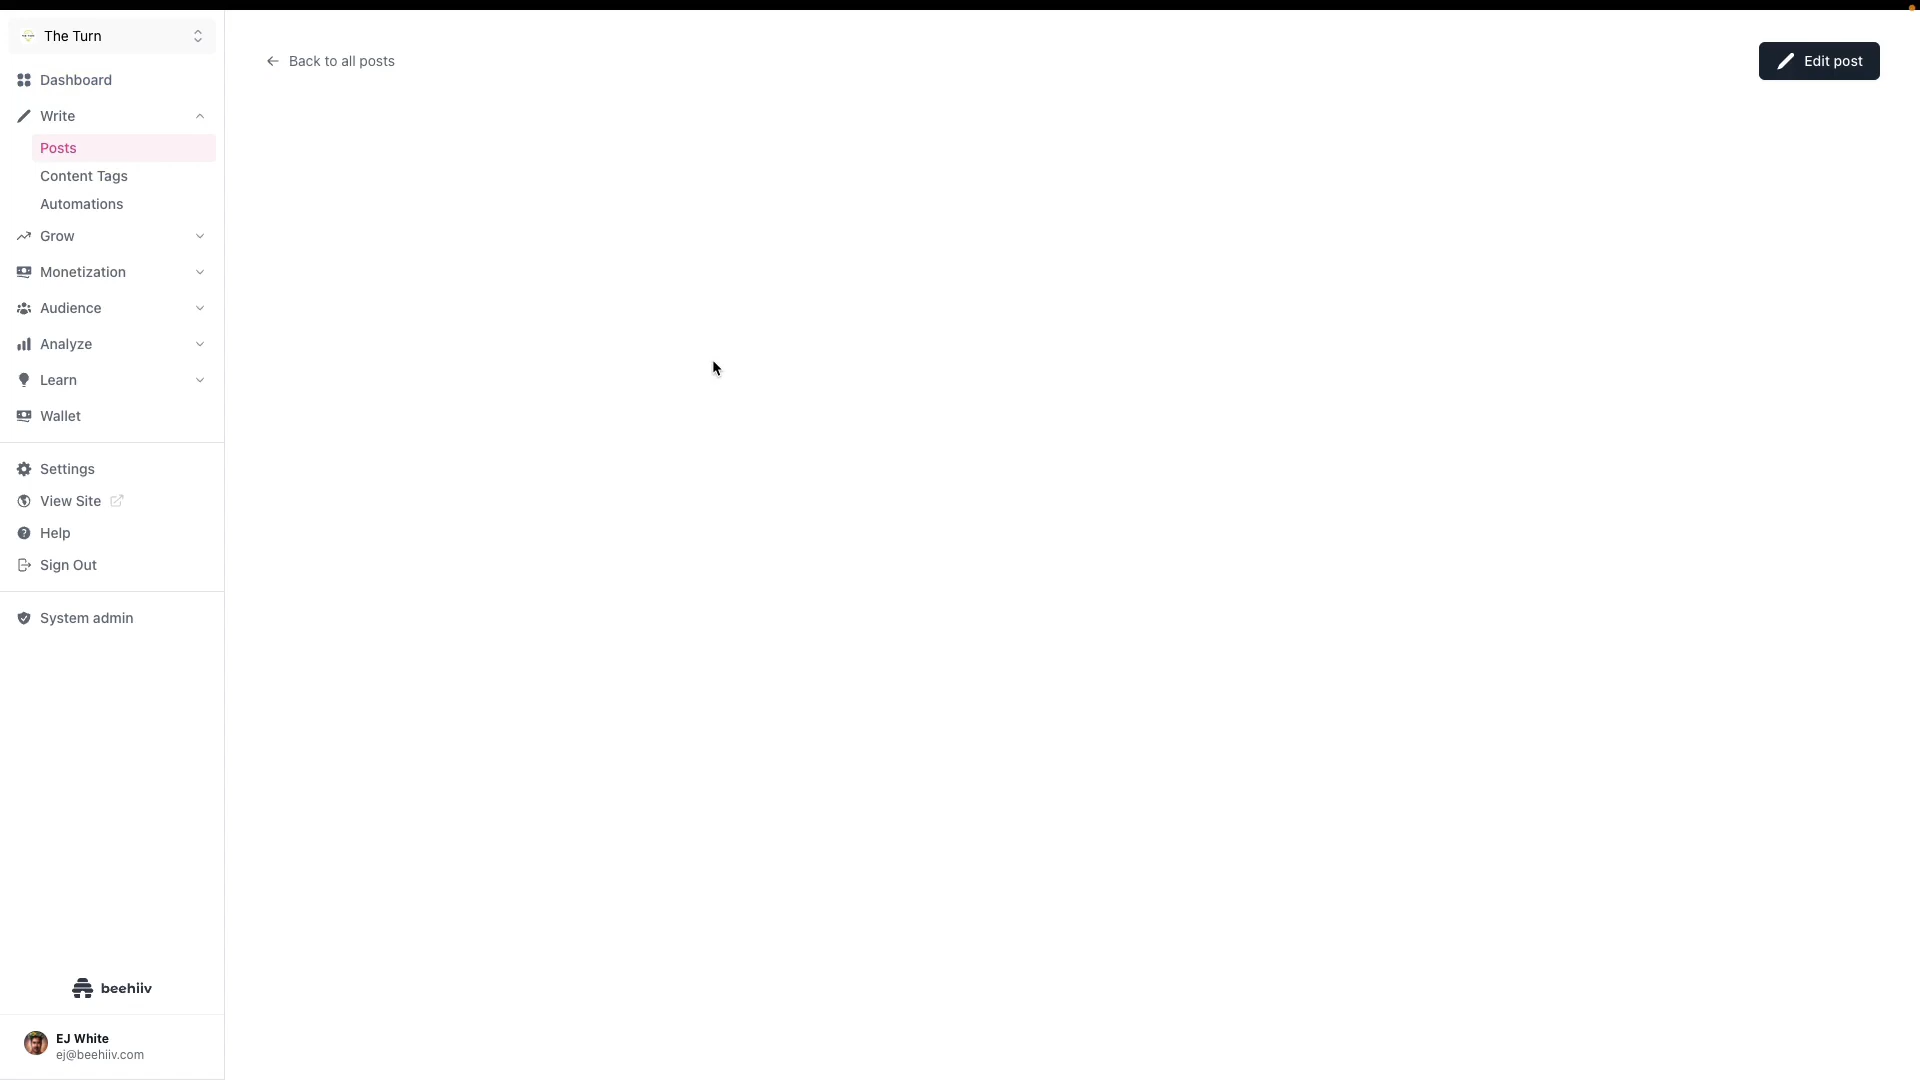 The Turn
Dashboard
Write
Posts
Content Tags
Automations
Grow
Monetization
Audience
Analyze
Learn
Wallet
Settings
View Site
Help
Sign Out
System admin
beehiiv
EJ White
ej@beehiiv.com
Back to all posts
Edit post